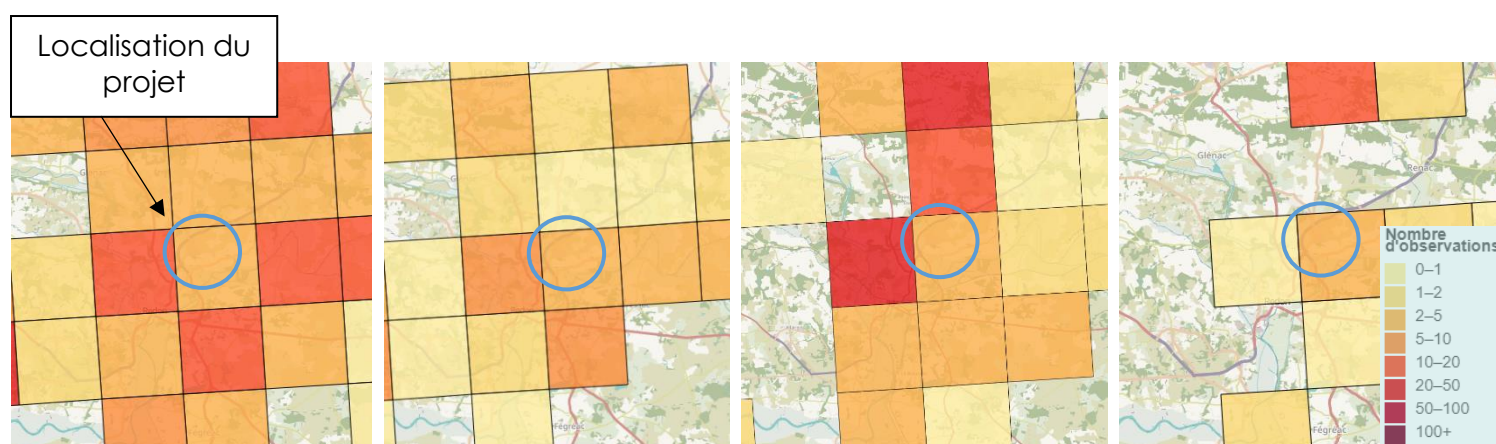 Localisation du
projet
Glénac
Renac
Nombre
d'observations
0–1
1–2
2–5
5–10
10–20
20–50
50–100
100+
Fégréac
Fégréac